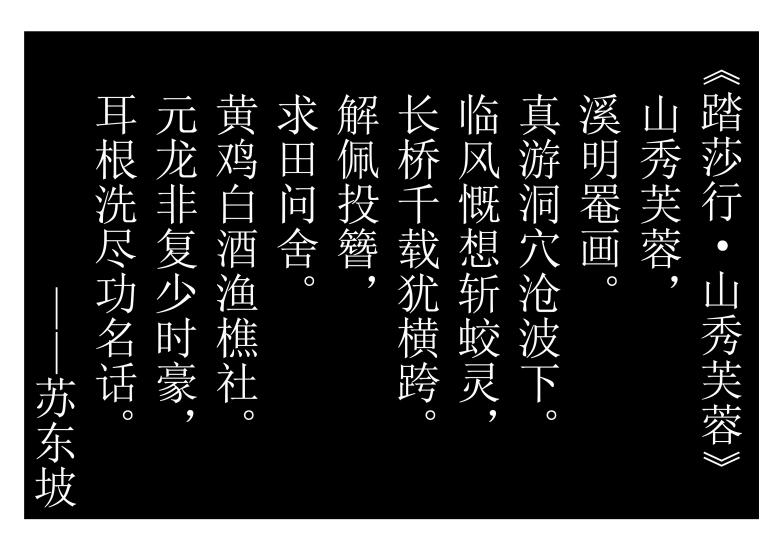 《踏莎行·山秀芙蓉》
山秀芙蓉，
溪明罨画。
真游洞穴沧波下。
临风慨想斩蛟灵，
长桥千载犹横跨。
解佩投簪，
求田问舍。
黄鸡白酒渔樵社。
元龙非复少时豪，
耳根洗尽功名话。
——苏东坡